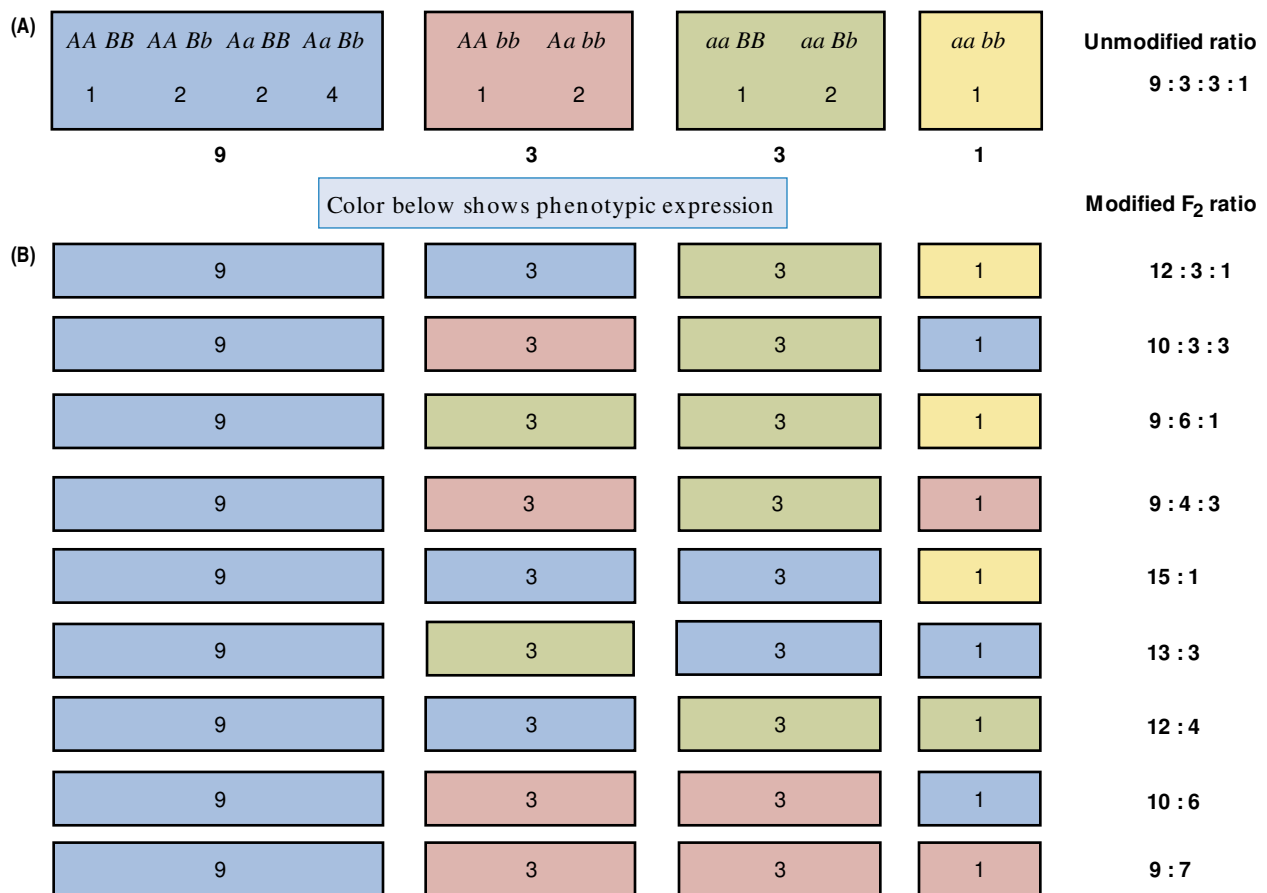 (A) AA BB AA Bb Aa BB Aa Bb AA bb Aa bb aa BB aa Bb aa bb Unmodified ratio
1 2 2 4 1 2 1 2 1 9 : 3 : 3 : 1
9 3 3 1
Color below shows phenotypic expression Modified F2 ratio
(B) 9 3 3 1 12 : 3 : 1
9 3 3 1 10 : 3 : 3
9 3 3 1 9 : 6 : 1
9 3 3 1 9 : 4 : 3
9 3 3 1 15 : 1
9 3 3 1 13 : 3
9 3 3 1 12 : 4
9 3 3 1 10 : 6
9 3 3 1 9 : 7